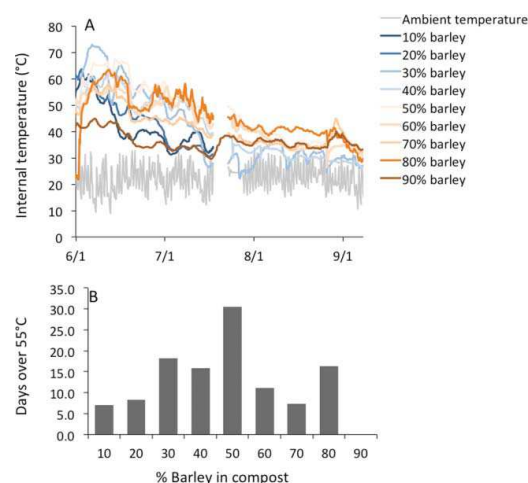 A
Internal temperature (°C)
80
70
60
50
40
30
20
10
0
6/1
7/1
8/1
9/1
Ambient temperature
10% barley
20% barley
30% barley
40% barley
50% barley
60% barley
70% barley
80% barley
90% barley
B
Days over 55°C
35.0
30.0
25.0
20.0
15.0
10.0
5.0
0.0
10 20 30 40 50 60 70 80 90
% Barley in compost